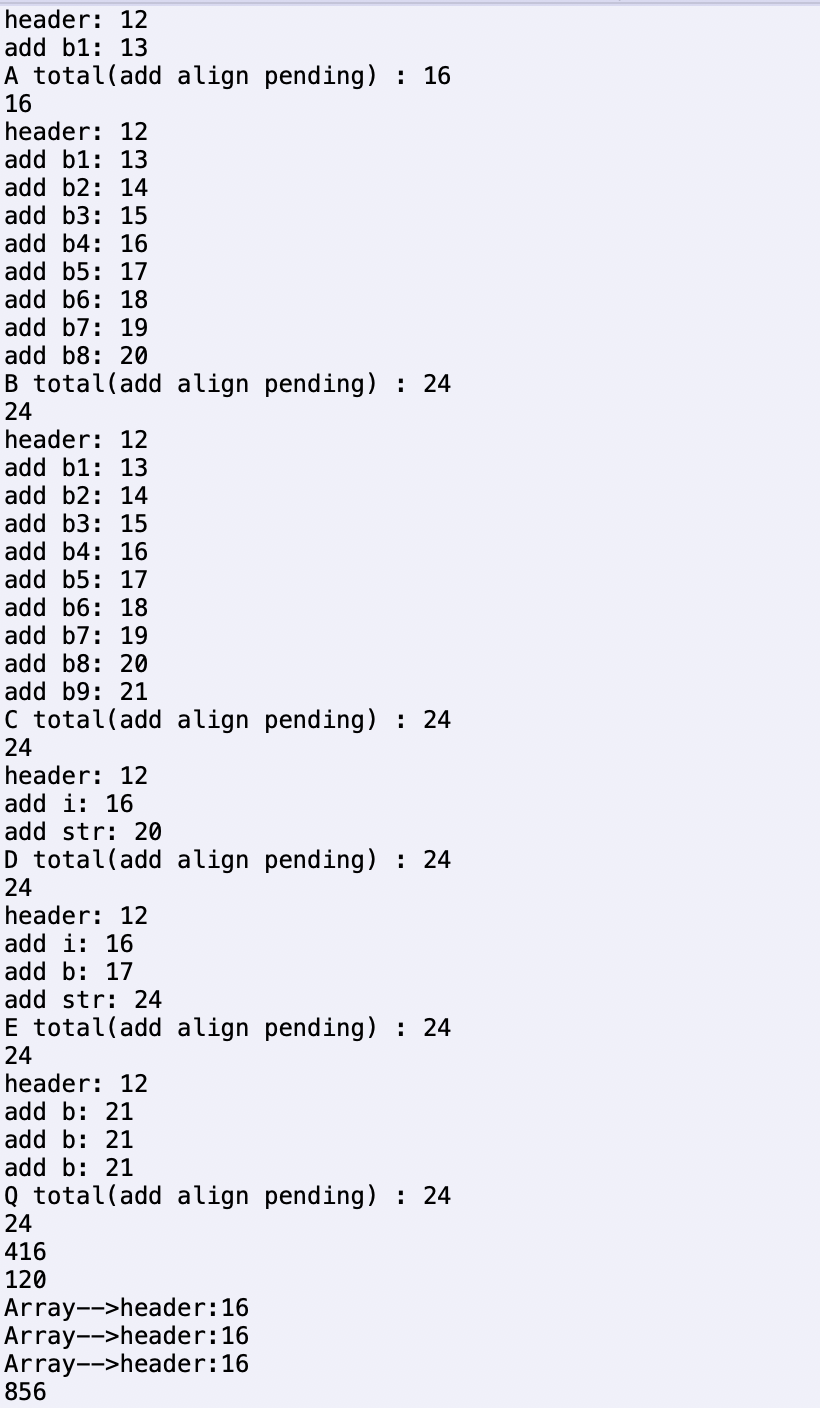 header: 12
add b1: 13
A total(add align pending) : 16
16
header: 12
add b1: 13
add b2: 14
add b3: 15
add b4: 16
add b5: 17
add b6: 18
add b7: 19
add b8: 20
B total(add align pending) : 24
24
header: 12
add b1: 13
add b2: 14
add b3: 15
add b4: 16
add b5: 17
add b6: 18
add b7: 19
add b8: 20
add b9: 21
C total(add align pending) : 24
24
header: 12
add i: 16
add str: 20
D total(add align pending) : 24
24
header: 12
add i: 16
add b: 17
add str: 24
E total(add align pending) : 24
24
header: 12
add b: 21
add b: 21
add b: 21
Q total(add align pending) : 24
24
416
120
Array-->header:16
Array-->header:16
Array-->header:16
856